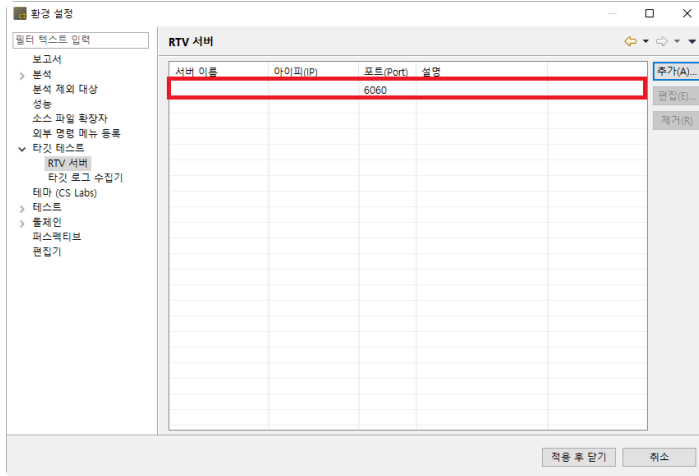 환경 설정
필터 텍스트 입력
보고서
분석
분석 제외 대상
성능
소스 파일 확장자
외부 명령 메뉴 등록
타깃 테스트
RTV 서버
타깃 로그 수집기
테마 (CS Labs)
테스트
툴체인
퍼스펙티브
편집기
RTV 서버
서버 이름 아이피(IP) 포트(Port) 설명
6060
추가(A)...
편집(E)...
제거(R)
적용 후 닫기 취소